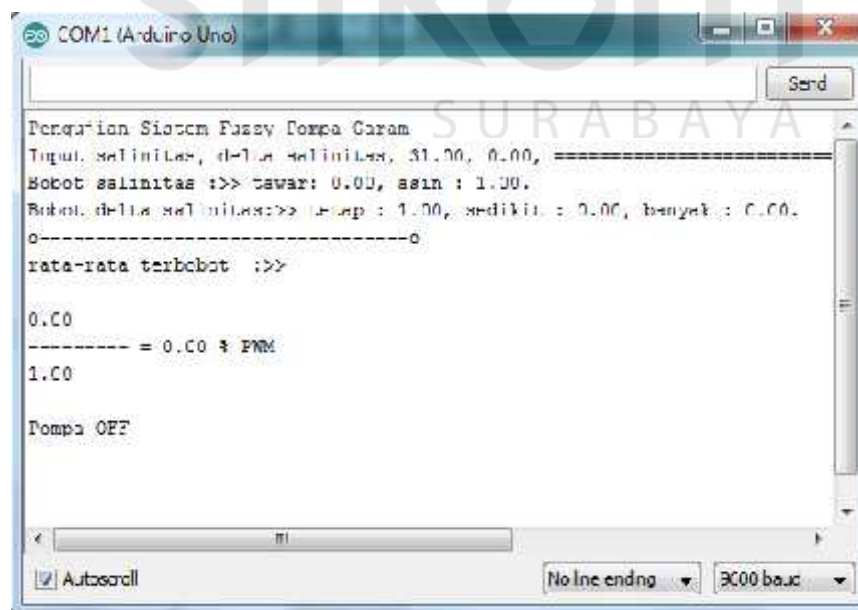 COM1 (Arduino Uno)
Send
SURABAYA
Pengujian Sistem Fuzzy Pompa Garam
Input salinitas, delta salinitas, 31.00, 0.00, ==========================
Bobot salinitas :>> tawar: 0.00, asin : 1.00.
Bobot delta salinitas:>> tetap : 1.00, sedikit : 0.00, banyak : 0.00.
o---------------------------------o
rata-rata terbobot :>>
0.00
--------- = 0.00 % PWM
1.00
Pompa OFF
Autoscroll
No line ending
9600 baud